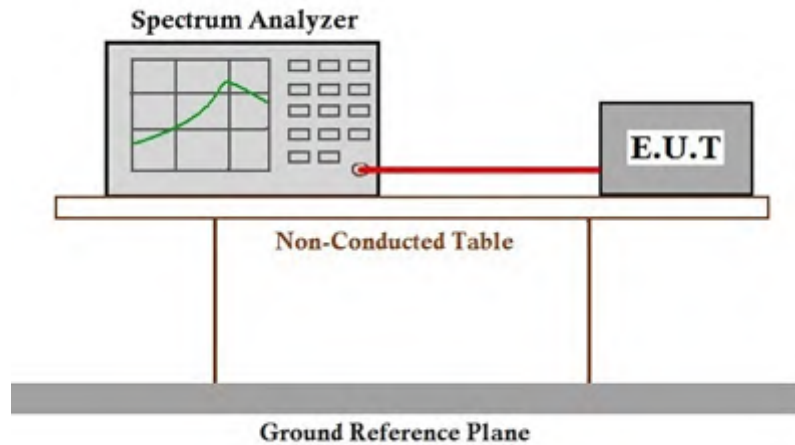 Spectrum Analyzer
E.U.T
Non-Conducted Table
Ground Reference Plane